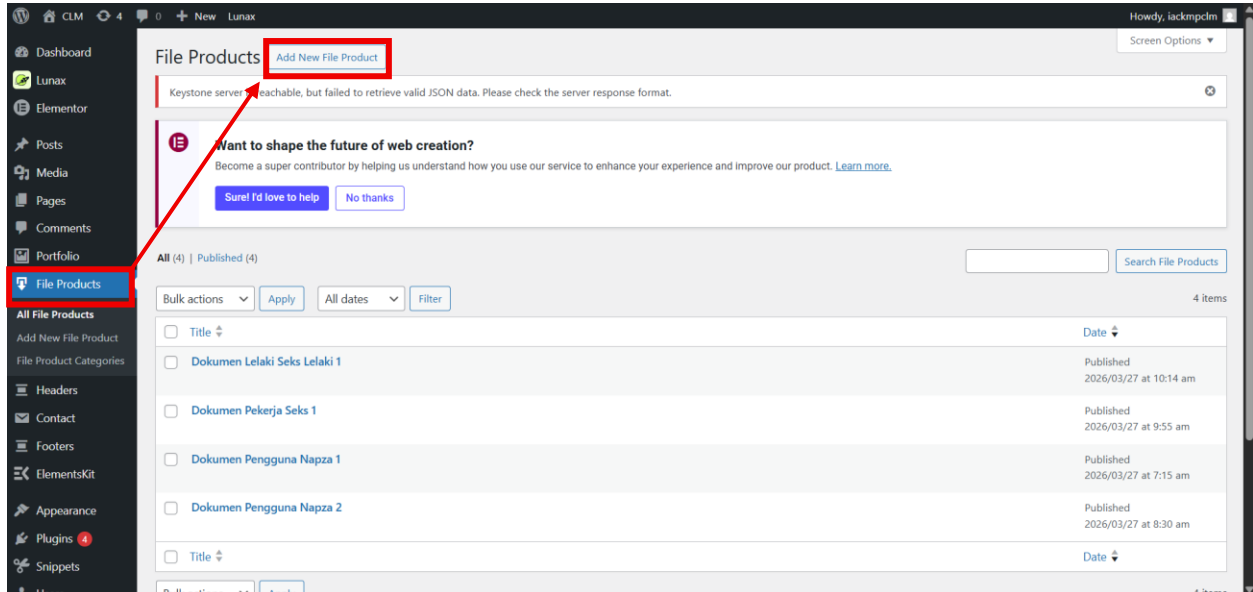 CLM 4 0 + New Lunax
Howdy, iackmpclm
Screen Options ▼
Dashboard
Lunax
Elementor
Posts
Media
Pages
Comments
Portfolio
File Products
All File Products
Add New File Product
File Product Categories
Headers
Contact
Footers
ElementsKit
Appearance
Plugins 4
Snippets
File Products
Add New File Product
Keystone server reachable, but failed to retrieve valid JSON data. Please check the server response format.
Want to shape the future of web creation?
Become a super contributor by helping us understand how you use our service to enhance your experience and improve our product. Learn more.
Sure! I'd love to help
No thanks
All (4) | Published (4)
Search File Products
Bulk actions
Apply
All dates
Filter
4 items
Title
Date
Dokumen Lelaki Seks Lelaki 1
Published
2026/03/27 at 10:14 am
Dokumen Pekerja Seks 1
Published
2026/03/27 at 9:55 am
Dokumen Pengguna Napza 1
Published
2026/03/27 at 7:15 am
Dokumen Pengguna Napza 2
Published
2026/03/27 at 8:30 am
Title
Date